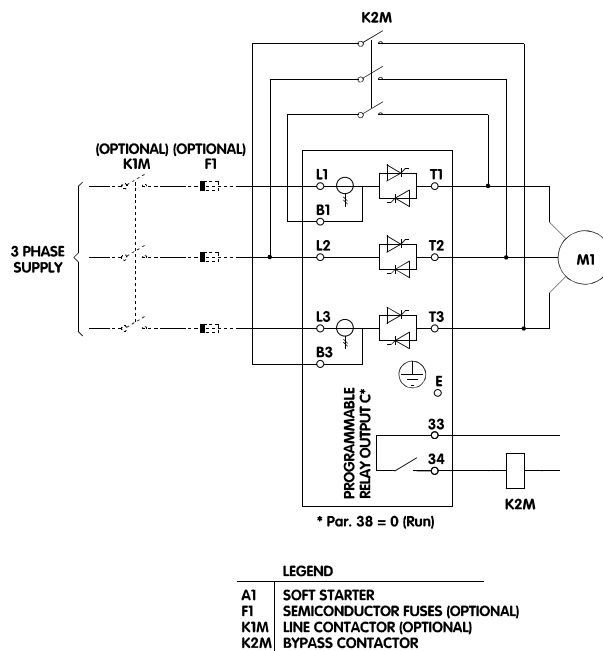 K2M
(OPTIONAL) (OPTIONAL)
K1M F1
3 PHASE
SUPPLY
L1 T1
B1
L2 T2
M1
L3 T3
B3
E
PROGRAMMABLE
RELAY OUTPUT C*
33
34
K2M
* Par. 38 = 0 (Run)
LEGEND
A1 SOFT STARTER
F1 SEMICONDUCTOR FUSES (OPTIONAL)
K1M LINE CONTACTOR (OPTIONAL)
K2M BYPASS CONTACTOR